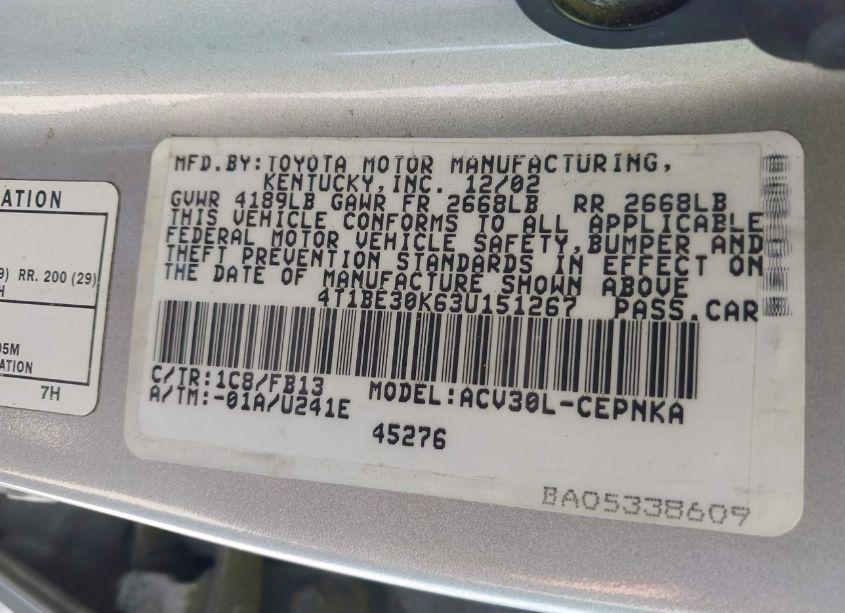 ATION
9) RR. 200 (29)
H
05M
ATION
7H
MFD.BY:TOYOTA MOTOR MANUFACTURING,
KENTUCKY,INC. 12/02
GVWR 4189LB GAWR FR 2668LB RR 2668LB
THIS VEHICLE CONFORMS TO ALL APPLICABLE
FEDERAL MOTOR VEHICLE SAFETY,BUMPER AND
THEFT PREVENTION STANDARDS IN EFFECT ON
THE DATE OF MANUFACTURE SHOWN ABOVE
4T1BE30K63U151267 PASS.CAR
C/TR:1C8/FB13 MODEL:ACV30L-CEPNKA
A/TM:-01A/U241E
45276
BA05338609